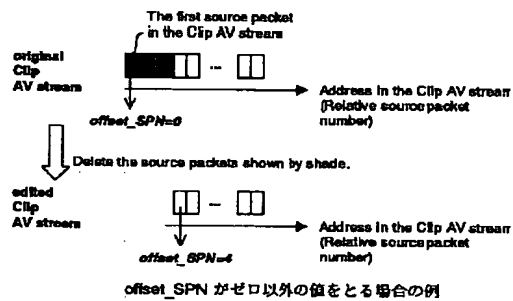 The first source packet
in the Clip AV stream
original
Clip
AV stream
...
Address in the Clip AV stream
(Relative source packet
number)
offset_SPN=0
Delete the source packets shown by shade.
edited
Clip
AV stream
...
Address in the Clip AV stream
(Relative source packet
number)
offset_SPN=4
offset_SPN がゼロ以外の値をとる場合の例